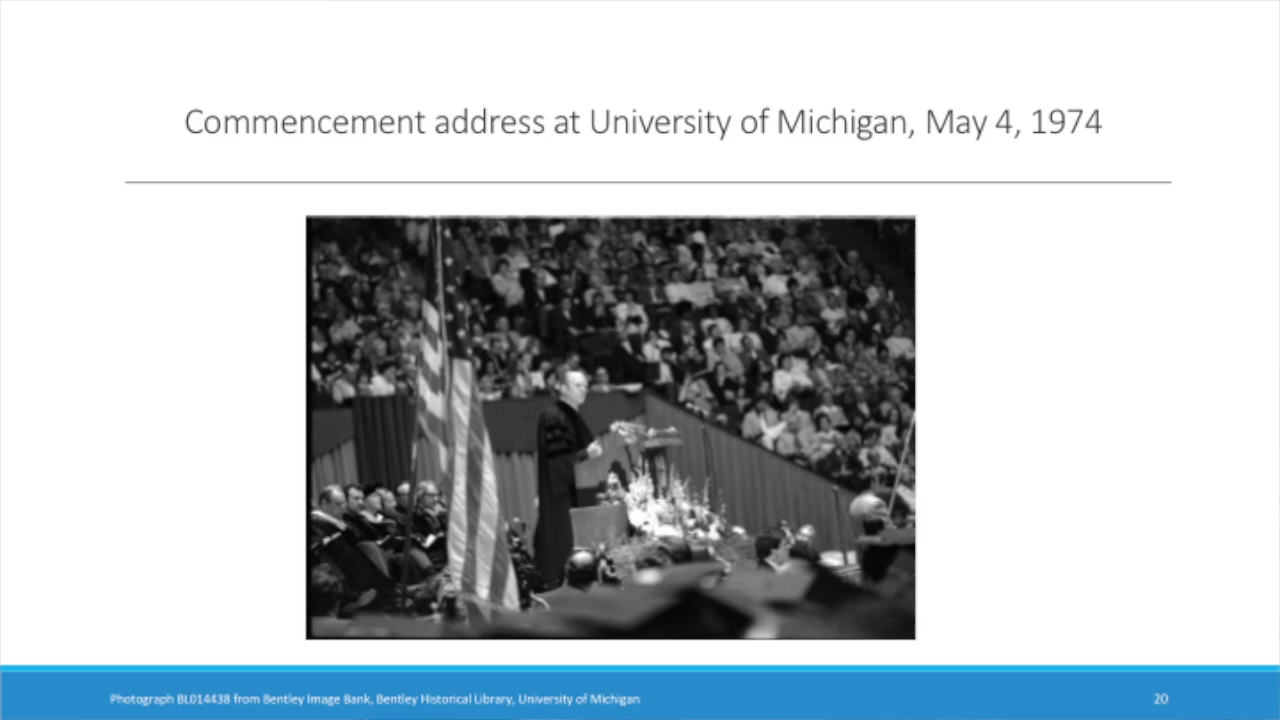 Commencement address at University of Michigan, May 4, 1974
Photograph BL014438 from Bentley Image Bank, Bentley Historical Library, University of Michigan
20